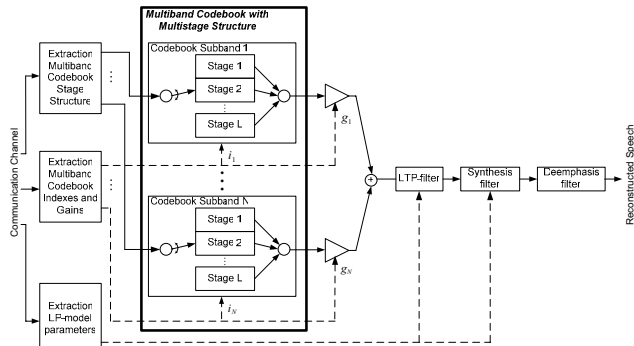 Multiband Codebook with
Multistage Structure
Communication Channel
Extraction
Multiband
Codebook
Stage
Structure
Codebook Subband 1
Stage 1
Stage 2
Stage L
g1
i1
Extraction
Multiband
Codebook
Indexes and
Gains
Codebook Subband N
Stage 1
Stage 2
Stage L
gN
iN
Extraction
LP-model
parameters
+
LTP-filter
Synthesis
filter
Deemphasis
filter
Reconstructed Speech